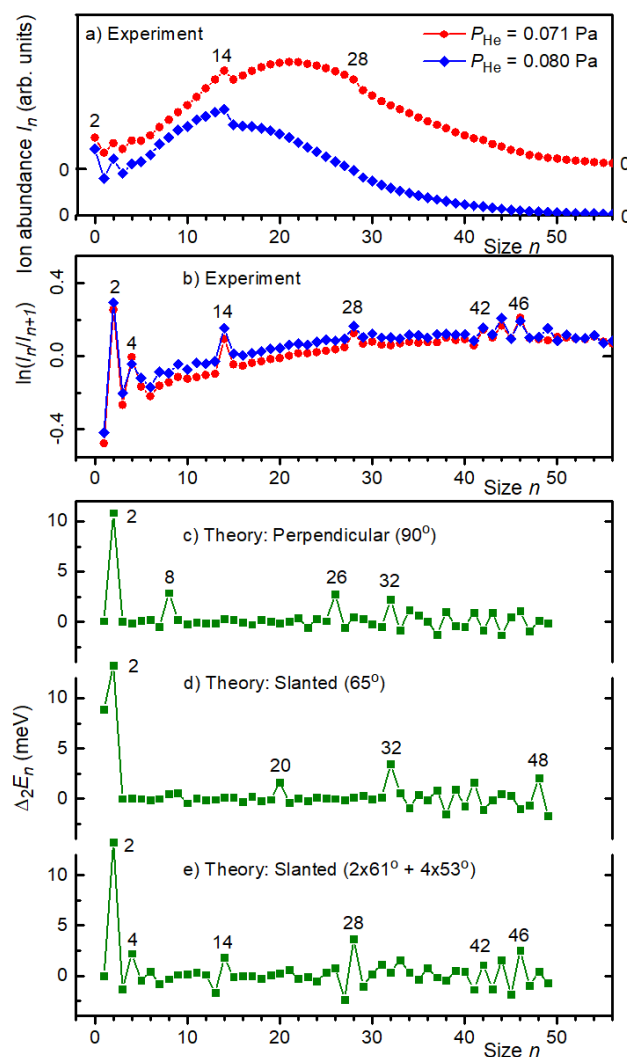 a) Experiment
P_He = 0.071 Pa
P_He = 0.080 Pa
2
14
28
Ion abundance I_n (arb. units)
0
0
0
0
0 10 20 30 40 50
Size n
b) Experiment
2
4
14
28
42
46
ln(I_n/I_{n+1})
0.4
0.0
-0.4
0 10 20 30 40 50
Size n
c) Theory: Perpendicular (90°)
2
8
26
32
10
5
0
d) Theory: Slanted (65°)
2
20
32
48
10
5
0
Δ₂E_n (meV)
e) Theory: Slanted (2x61° + 4x53°)
2
4
14
28
42
46
5
0
0 10 20 30 40 50
Size n